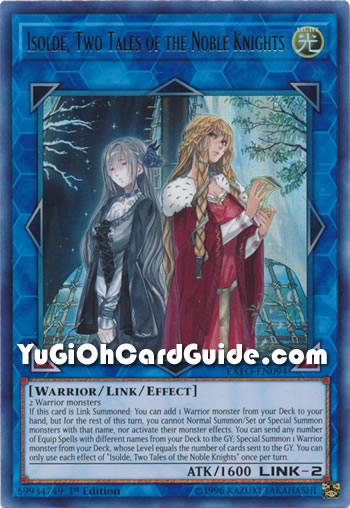 Isolde, Two Tales of the Noble Knights
LIGHT
光
YuGiOhCardGuide.com
EXFO-EN094
[Warrior/Link/Effect]
2 Warrior monsters
If this card is Link Summoned: You can add 1 Warrior monster from your Deck to your
hand, but for the rest of this turn, you cannot Normal Summon/Set or Special Summon
monsters with that name, nor activate their monster effects. You can send any number
of Equip Spells with different names from your Deck to the GY; Special Summon 1 Warrior
monster from your Deck, whose Level equals the number of cards sent to the GY. You can
only use each effect of "Isolde, Two Tales of the Noble Knights" once per turn.
ATK/1600 LINK-2
59934749 1st Edition ©1996 KAZUKI TAKAHASHI